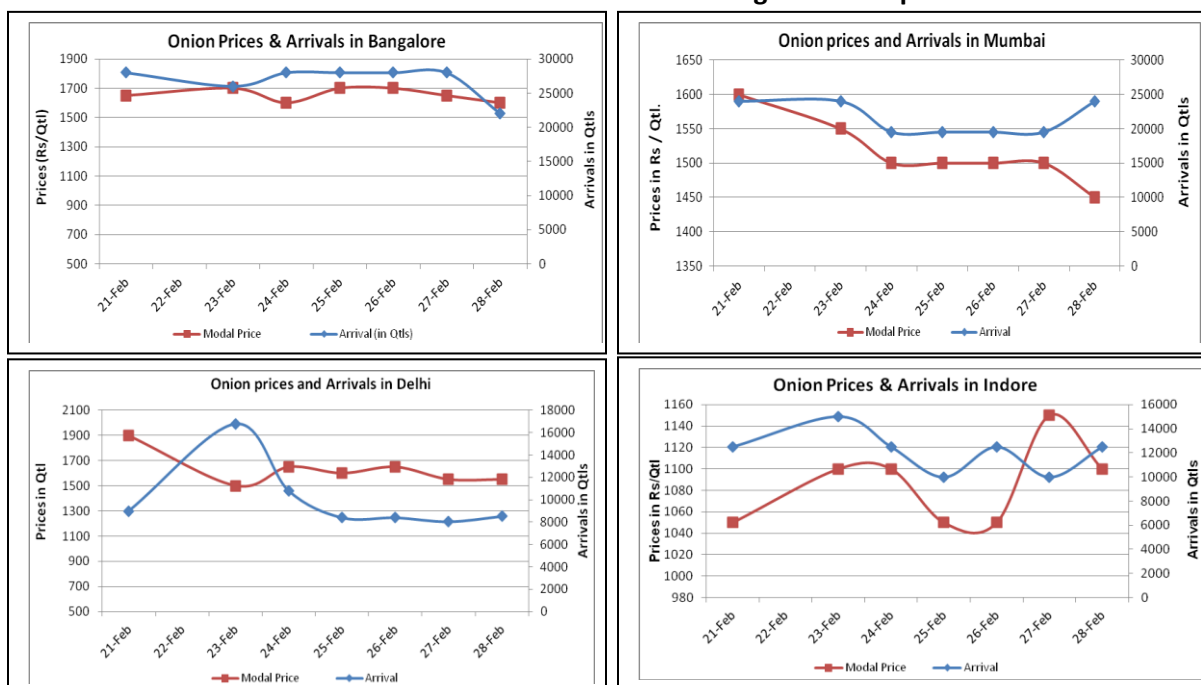 Onion Prices & Arrivals in Bangalore
Prices (Rs/Qtl)
1900
1700
1500
1300
1100
900
700
500
30000
25000
20000
15000
10000
5000
0
Arrivals in Qtls
21-Feb
22-Feb
23-Feb
24-Feb
25-Feb
26-Feb
27-Feb
28-Feb
Modal Price
Arrival (in Qtls)
Onion prices and Arrivals in Mumbai
Prices in Rs / Qtl.
1650
1600
1550
1500
1450
1400
1350
30000
25000
20000
15000
10000
5000
0
Arrivals in Qtls
21-Feb
22-Feb
23-Feb
24-Feb
25-Feb
26-Feb
27-Feb
28-Feb
Modal Price
Arrival
Onion prices and Arrivals in Delhi
Prices in Qtl
2100
1900
1700
1500
1300
1100
900
700
500
18000
16000
14000
12000
10000
8000
6000
4000
2000
0
Arrivals in Qtls
21-Feb
22-Feb
23-Feb
24-Feb
25-Feb
26-Feb
27-Feb
28-Feb
Modal Price
Arrival
Onion Prices & Arrivals in Indore
Prices in Rs/Qtl
1160
1140
1120
1100
1080
1060
1040
1020
1000
980
16000
14000
12000
10000
8000
6000
4000
2000
0
Arrivals in Qtls
21-Feb
22-Feb
23-Feb
24-Feb
25-Feb
26-Feb
27-Feb
28-Feb
Modal Price
Arrival